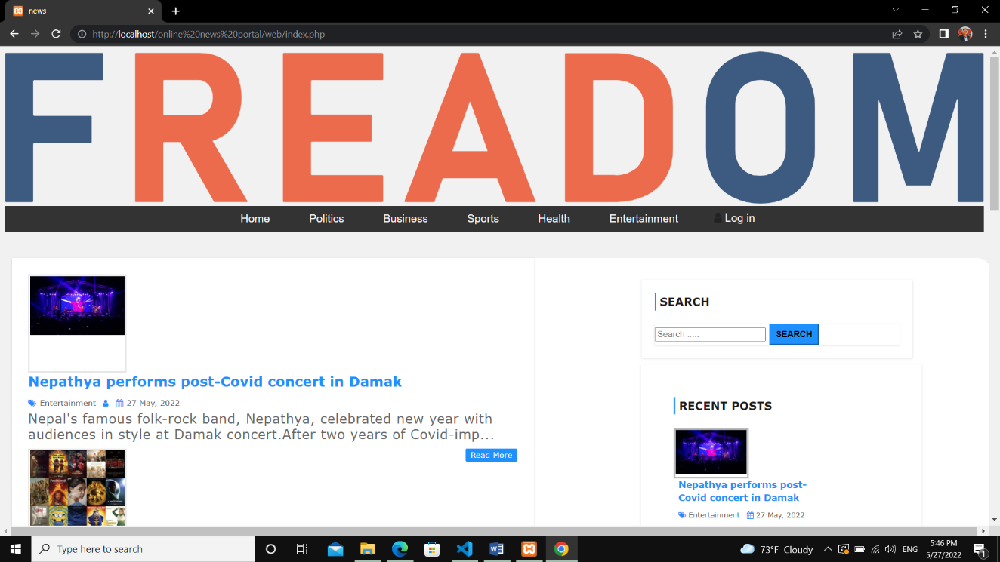 news
http://localhost/online%20news%20portal/web/index.php
FREADOM
Home Politics Business Sports Health Entertainment Log in
Nepathya performs post-Covid concert in Damak
Entertainment 27 May, 2022
Nepal's famous folk-rock band, Nepathya, celebrated new year with
audiences in style at Damak concert.After two years of Covid-imp...
Read More
SEARCH
Search ..... SEARCH
RECENT POSTS
Nepathya performs post-
Covid concert in Damak
Entertainment 27 May, 2022
Type here to search
73°F Cloudy
ENG
5:46 PM
5/27/2022
1